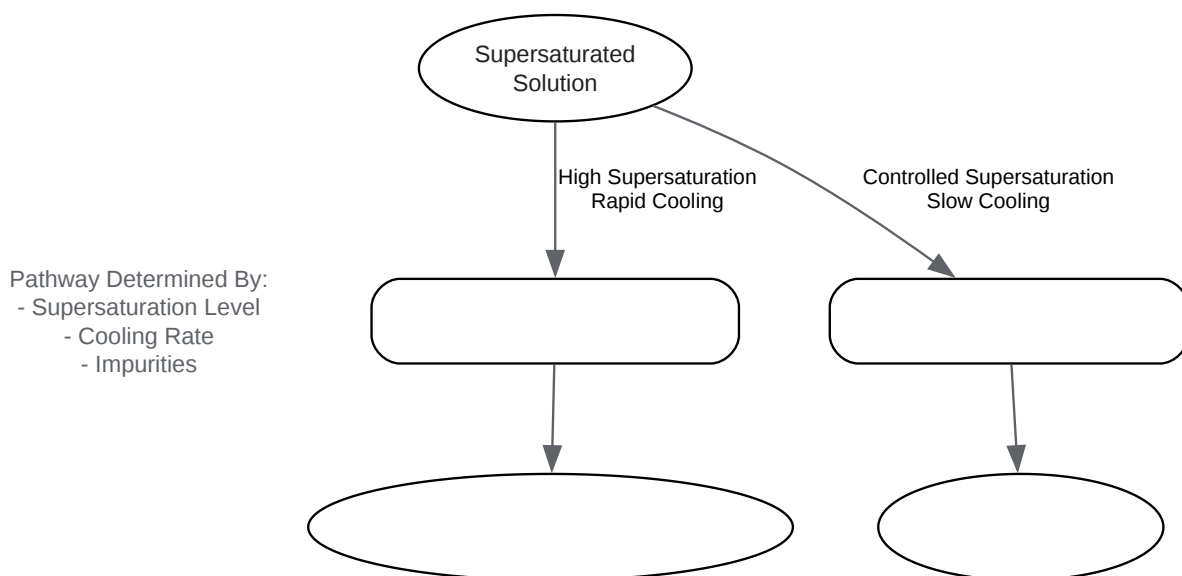 Supersaturated
Solution
High Supersaturation
Rapid Cooling
Controlled Supersaturation
Slow Cooling
Pathway Determined By:
- Supersaturation Level
- Cooling Rate
- Impurities